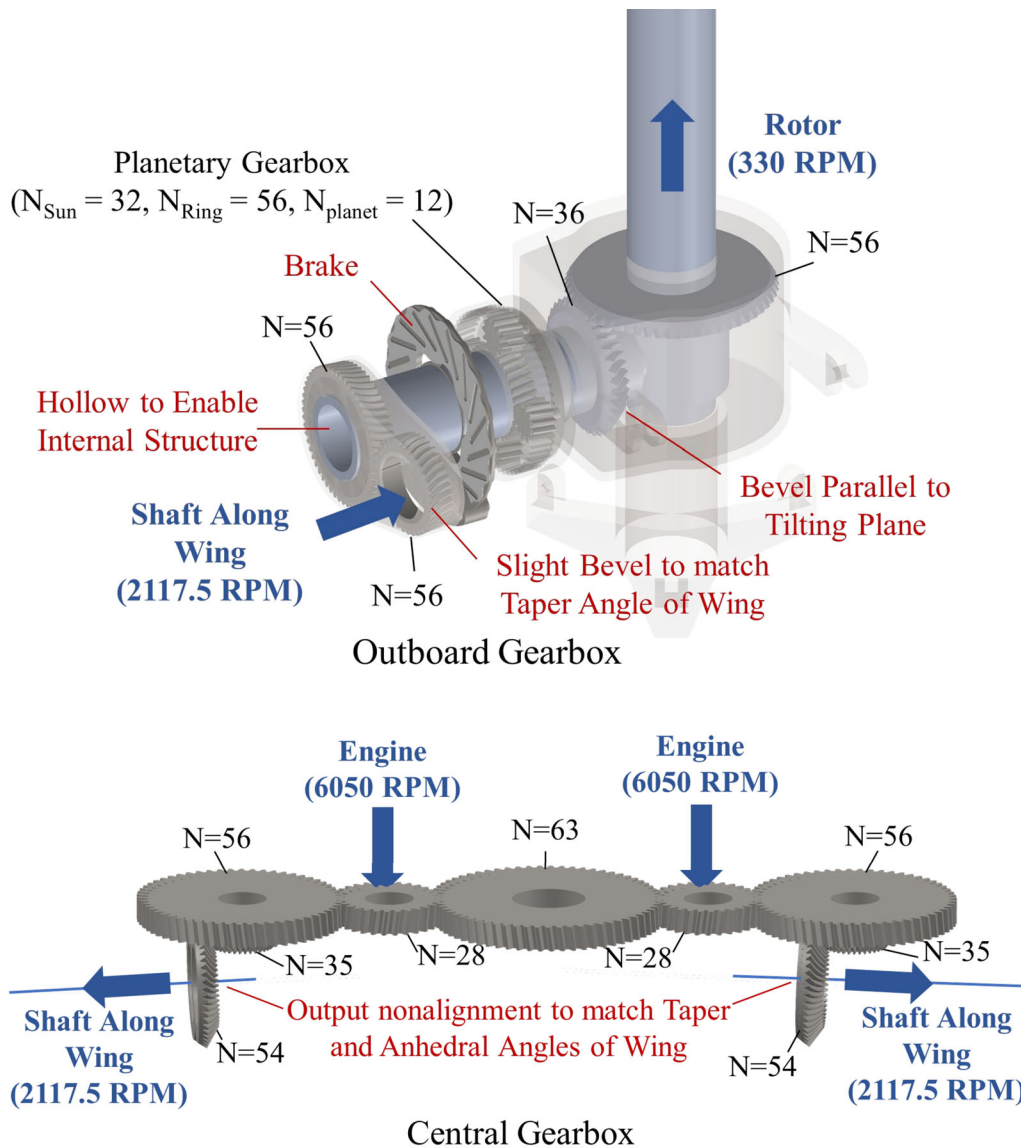 Rotor
(330 RPM)
Planetary Gearbox
(N_Sun = 32, N_Ring = 56, N_planet = 12)
N=36
N=56
Brake
N=56
Hollow to Enable
Internal Structure
Bevel Parallel to
Tilting Plane
Shaft Along
Wing
(2117.5 RPM)
Slight Bevel to match
Taper Angle of Wing
N=56
Outboard Gearbox
Engine
(6050 RPM)
Engine
(6050 RPM)
N=56
N=63
N=56
N=35
N=28
N=28
N=35
Output nonalignment to match Taper
and Anhedral Angles of Wing
Shaft Along
Wing
(2117.5 RPM)
N=54
N=54
Shaft Along
Wing
(2117.5 RPM)
Central Gearbox